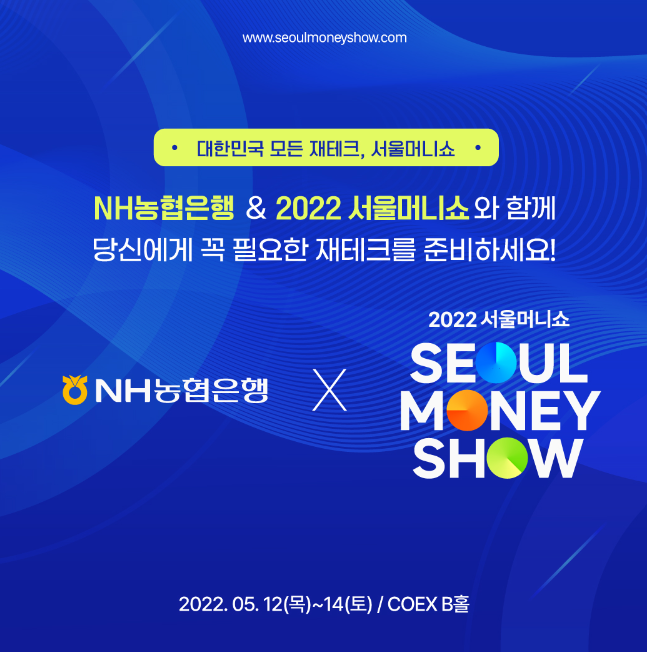 www.seoulmoneyshow.com
• 대한민국 모든 재테크, 서울머니쇼 •
NH농협은행 & 2022 서울머니쇼와 함께
당신에게 꼭 필요한 재테크를 준비하세요!
NH농협은행
X
2022 서울머니쇼
SEOUL
MONEY
SHOW
2022. 05. 12(목)~14(토) / COEX B홀